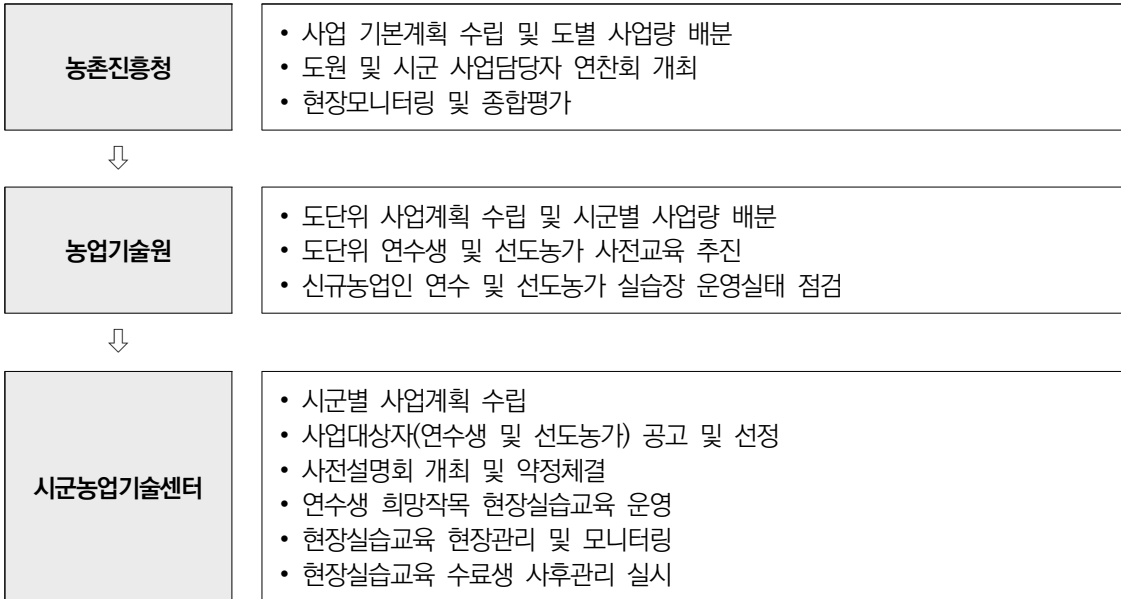 농촌진흥청
• 사업 기본계획 수립 및 도별 사업량 배분
• 도원 및 시군 사업담당자 연찬회 개최
• 현장모니터링 및 종합평가
⇩
농업기술원
• 도단위 사업계획 수립 및 시군별 사업량 배분
• 도단위 연수생 및 선도농가 사전교육 추진
• 신규농업인 연수 및 선도농가 실습장 운영실태 점검
⇩
시군농업기술센터
• 시군별 사업계획 수립
• 사업대상자(연수생 및 선도농가) 공고 및 선정
• 사전설명회 개최 및 약정체결
• 연수생 희망작목 현장실습교육 운영
• 현장실습교육 현장관리 및 모니터링
• 현장실습교육 수료생 사후관리 실시